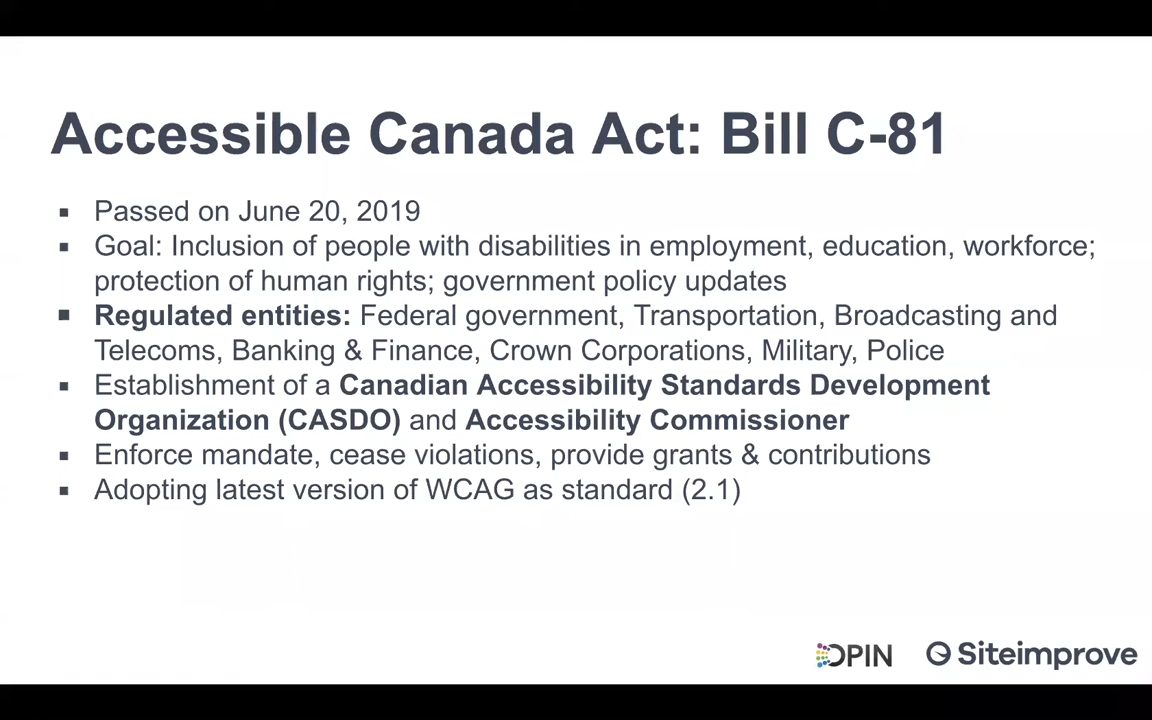 Accessible Canada Act: Bill C-81
▪ Passed on June 20, 2019
▪ Goal: Inclusion of people with disabilities in employment, education, workforce;
protection of human rights; government policy updates
▪ Regulated entities: Federal government, Transportation, Broadcasting and
Telecoms, Banking & Finance, Crown Corporations, Military, Police
▪ Establishment of a Canadian Accessibility Standards Development
Organization (CASDO) and Accessibility Commissioner
▪ Enforce mandate, cease violations, provide grants & contributions
▪ Adopting latest version of WCAG as standard (2.1)
OPIN Siteimprove